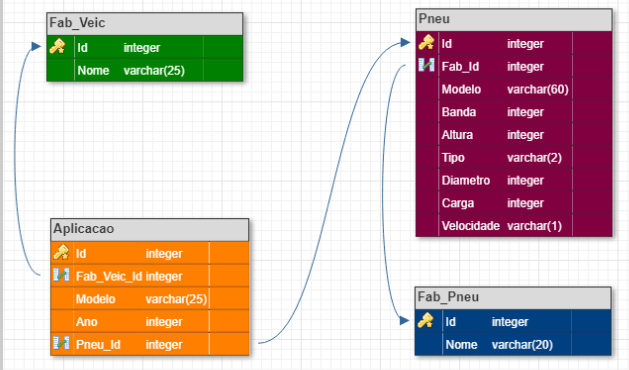 Fab_Veic
Id integer
Nome varchar(25)
Pneu
Id integer
Fab_Id integer
Modelo varchar(60)
Banda integer
Altura integer
Tipo varchar(2)
Diametro integer
Carga integer
Velocidade varchar(1)
Aplicacao
Id integer
Fab_Veic_Id integer
Modelo varchar(25)
Ano integer
Pneu_Id integer
Fab_Pneu
Id integer
Nome varchar(20)